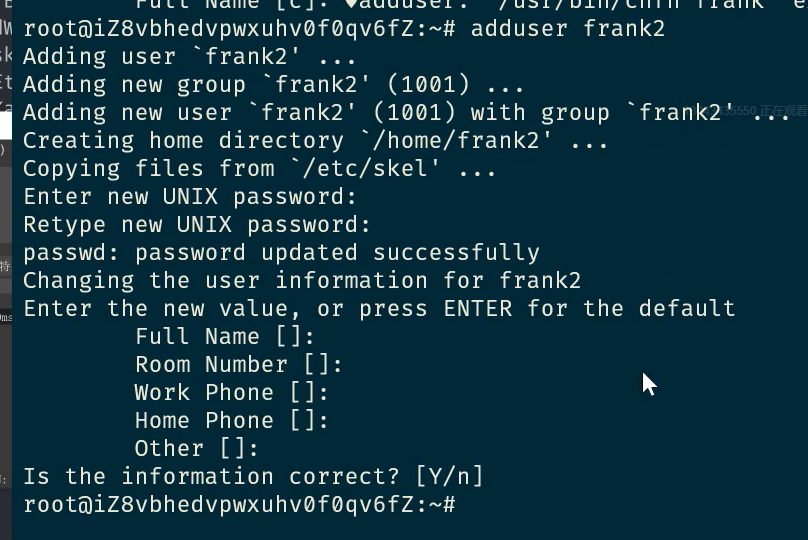 Full Name [c]: ♥adduser: `/usr/bin/chfn frank
root@iZ8vbhedvpwxuhv0f0qv6fZ:~# adduser frank2
Adding user `frank2' ...
Adding new group `frank2' (1001) ...
Adding new user `frank2' (1001) with group `frank2' ...
正在观看
Creating home directory `/home/frank2' ...
Copying files from `/etc/skel' ...
Enter new UNIX password:
Retype new UNIX password:
passwd: password updated successfully
Changing the user information for frank2
Enter the new value, or press ENTER for the default
Full Name []:
Room Number []:
Work Phone []:
Home Phone []:
Other []:
Is the information correct? [Y/n]
root@iZ8vbhedvpwxuhv0f0qv6fZ:~#